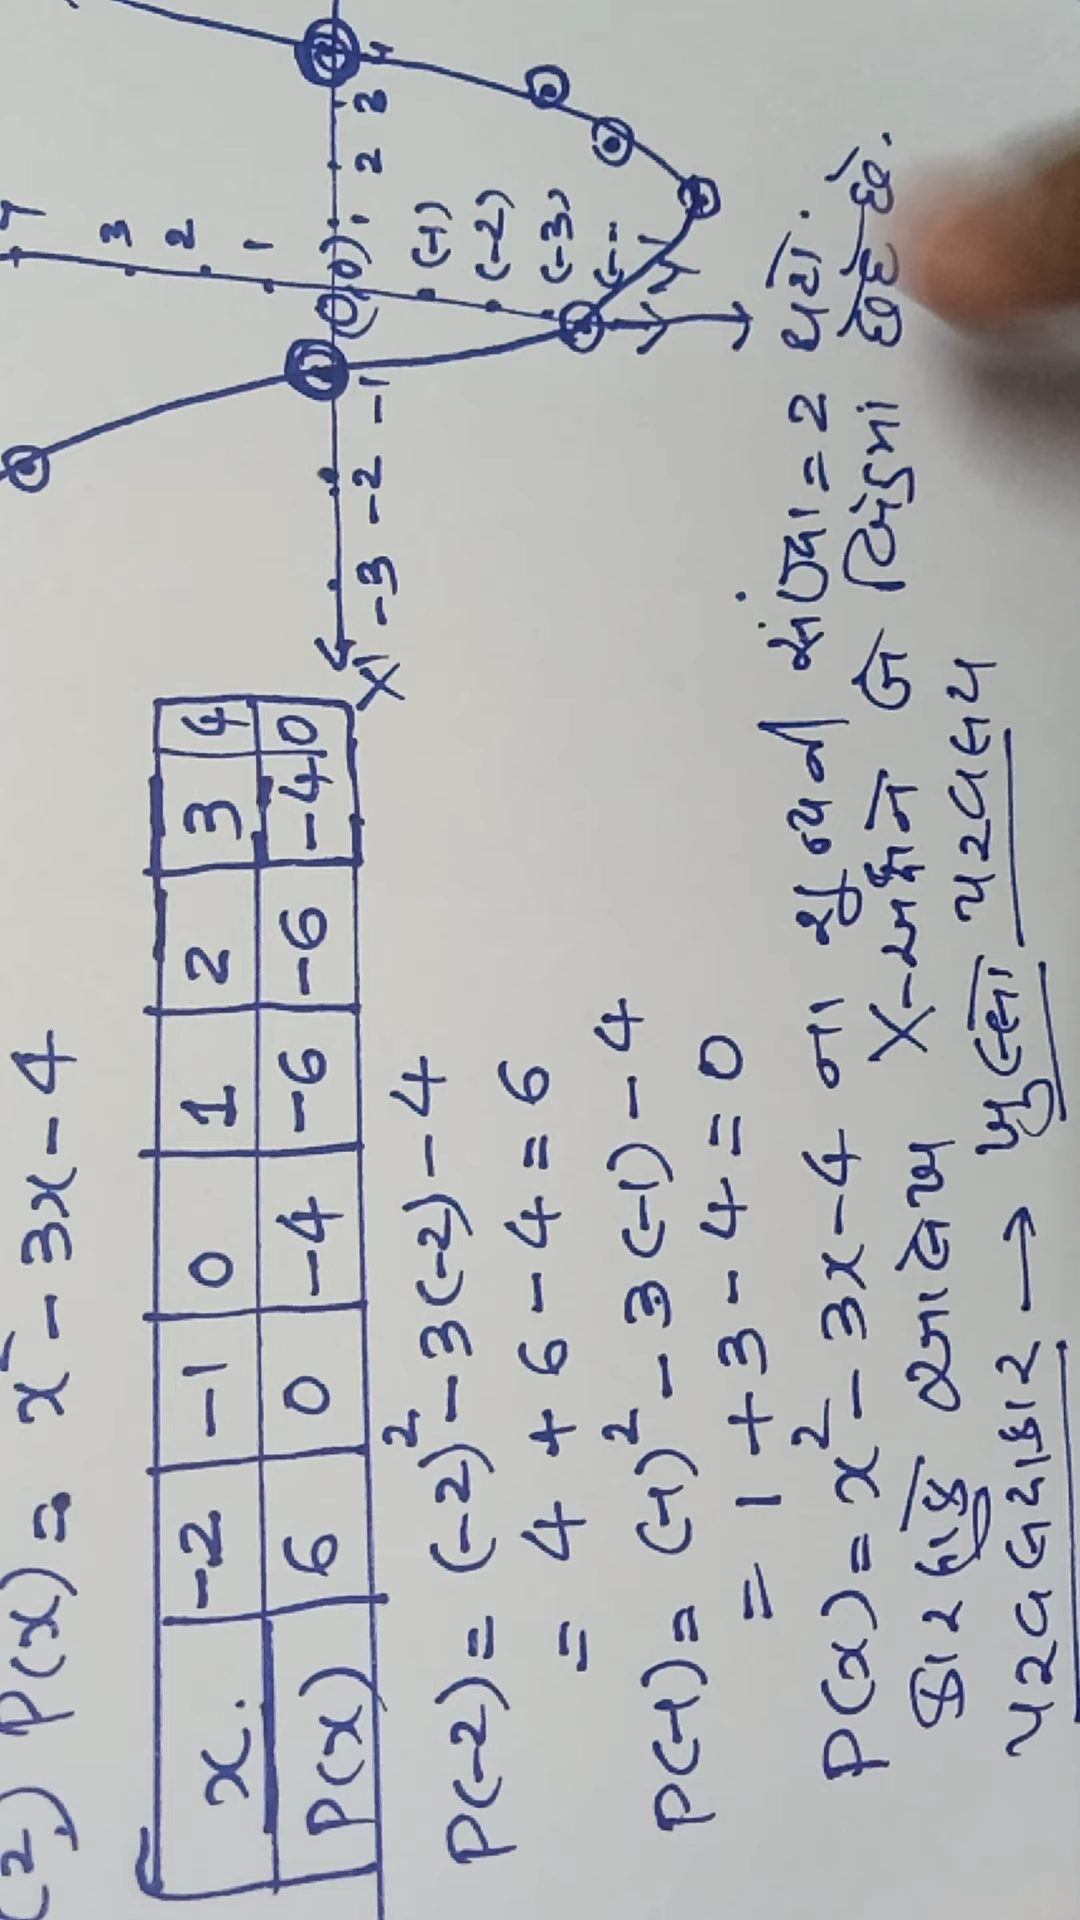 (2) P(x) = x² - 3x - 4
x. -2 -1 0 1 2 3 4
P(x) 6 0 -4 -6 -6 -4 0
P(-2) = (-2)² - 3(-2) - 4
= 4 + 6 - 4 = 6
P(-1) = (-1)² - 3(-1) - 4
= 1 + 3 - 4 = 0
P(x) = x² - 3x - 4 ના શૂન્યની સંખ્યા = 2 થશે.
કારણકે આલેખ X-અક્ષને બે બિંદુમાં છેદે છે.
પરવલયાકાર → ખુલ્લો પરવલય
X' -3 -2 -1 (0,0) 1 2 3 4
4
3
2
1
(-1)
(-2)
(-3)
Y'